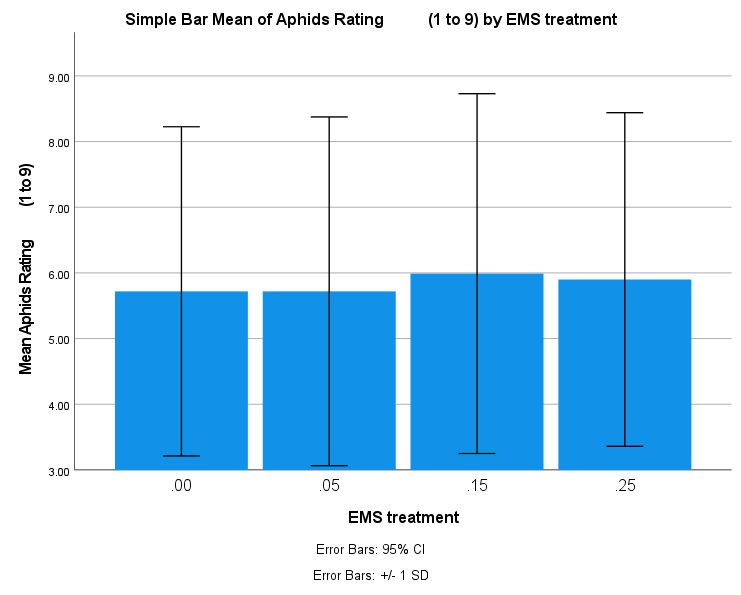 Simple Bar Mean of Aphids Rating (1 to 9) by EMS treatment
Mean Aphids Rating (1 to 9)
9.00
8.00
7.00
6.00
5.00
4.00
3.00
.00 .05 .15 .25
EMS treatment
Error Bars: 95% CI
Error Bars: +/- 1 SD